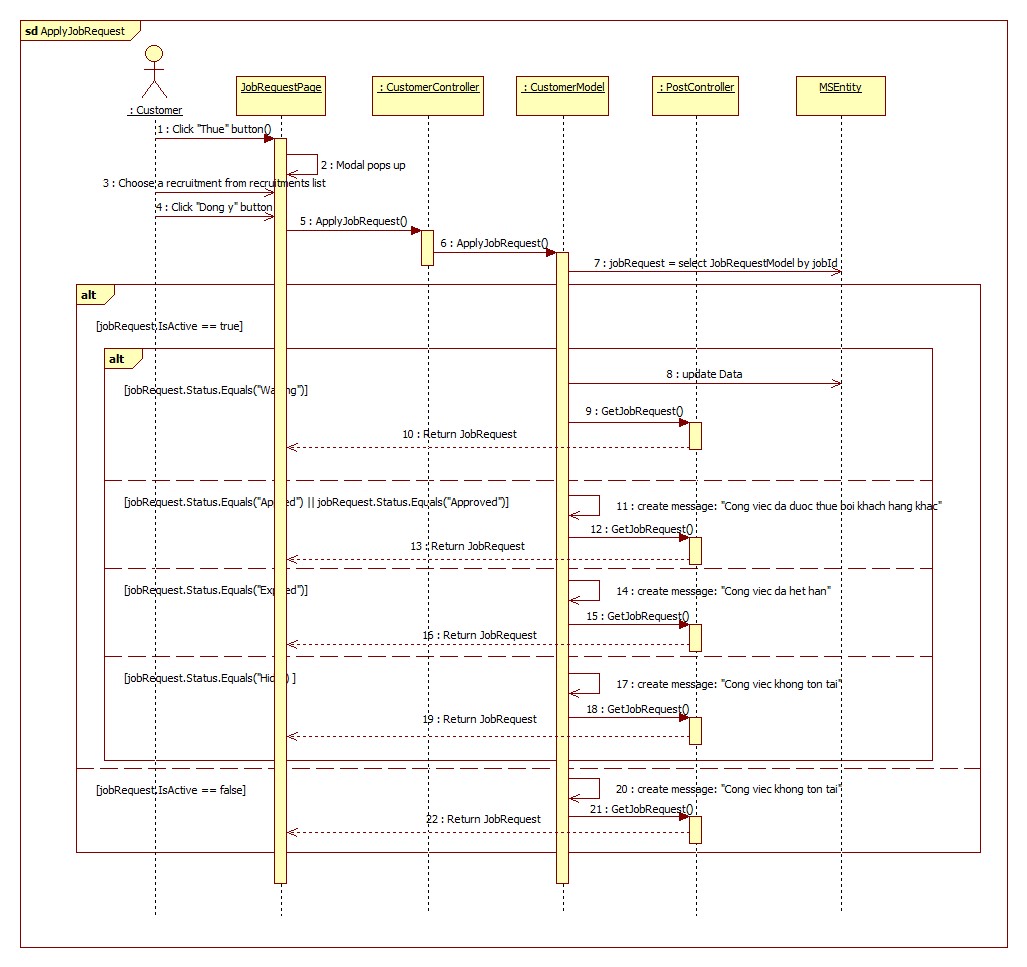 sd ApplyJobRequest
: Customer
JobRequestPage
: CustomerController
: CustomerModel
: PostController
MSEntity
1 : Click "Thue" button()
2 : Modal pops up
3 : Choose a recruitment from recruitments list
4 : Click "Dong y" button
5 : ApplyJobRequest()
6 : ApplyJobRequest()
7 : jobRequest = select JobRequestModel by jobId
alt
[jobRequest.IsActive == true]
alt
8 : update Data
[jobRequest.Status.Equals("Waiting")]
9 : GetJobRequest()
10 : Return JobRequest
[jobRequest.Status.Equals("Applied") || jobRequest.Status.Equals("Approved")]
11 : create message: "Cong viec da duoc thue boi khach hang khac"
12 : GetJobRequest()
13 : Return JobRequest
[jobRequest.Status.Equals("Expired")]
14 : create message: "Cong viec da het han"
15 : GetJobRequest()
16 : Return JobRequest
[jobRequest.Status.Equals( ]
17 : create message: "Cong viec khong ton tai"
18 : GetJobRequest()
19 : Return JobRequest
[jobRequest.IsActive == false]
20 : create message: "Cong viec khong ton tai"
21 : GetJobRequest()
22 : Return JobRequest